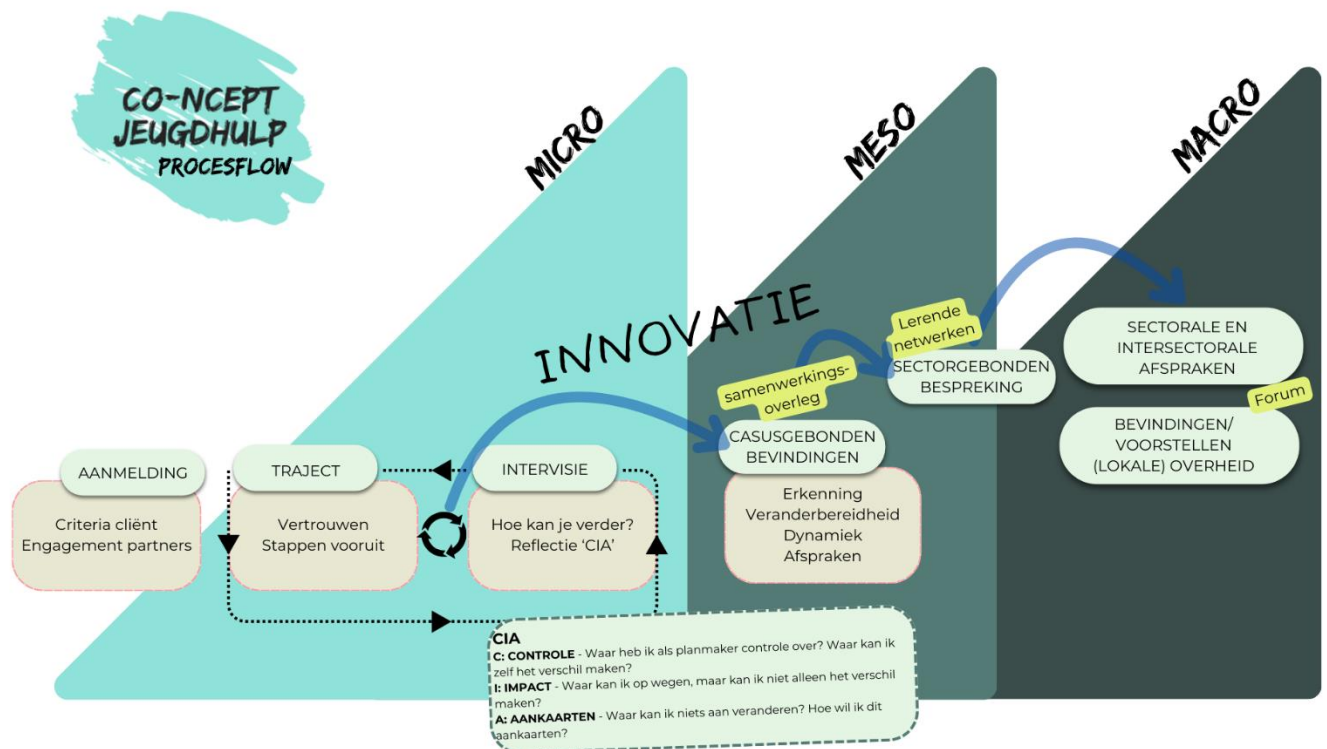 CO-NCEPT
JEUGDHULP
PROCESFLOW
MICRO
MESO
MACRO
INNOVATIE
AANMELDING
Criteria cliënt
Engagement partners
TRAJECT
Vertrouwen
Stappen vooruit
INTERVISIE
Hoe kan je verder?
Reflectie ‘CIA’
samenwerkings-
overleg
CASUSGEBONDEN
BEVINDINGEN
Erkenning
Veranderbereidheid
Dynamiek
Afspraken
Lerende
netwerken
SECTORGEBONDEN
BESPREKING
SECTORALE EN
INTERSECTORALE
AFSPRAKEN
Forum
BEVINDINGEN/
VOORSTELLEN
(LOKALE) OVERHEID
CIA
C: CONTROLE - Waar heb ik als planmaker controle over? Waar kan ik
zelf het verschil maken?
I: IMPACT - Waar kan ik op wegen, maar kan ik niet alleen het verschil
maken?
A: AANKAARTEN - Waar kan ik niets aan veranderen? Hoe wil ik dit
aankaarten?